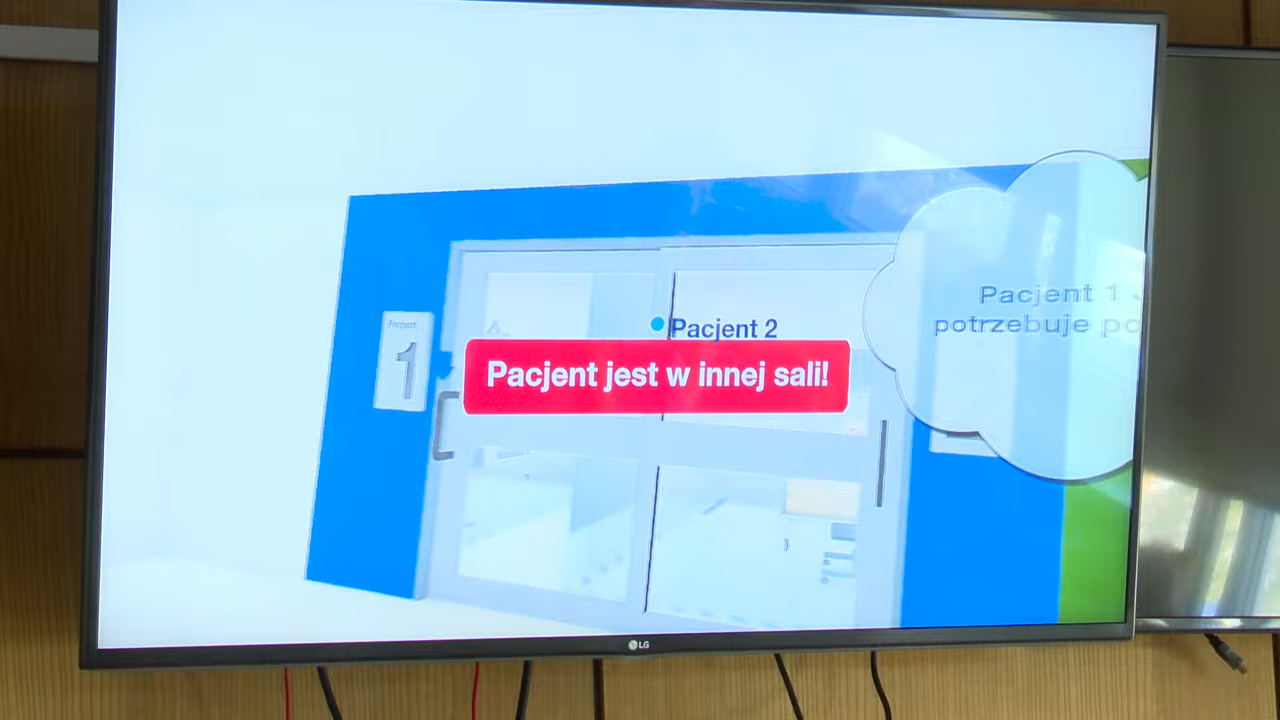 Pacjent 1
potrzebuje
Pacjent
1
Pacjent 2
Pacjent jest w innej sali!
LG